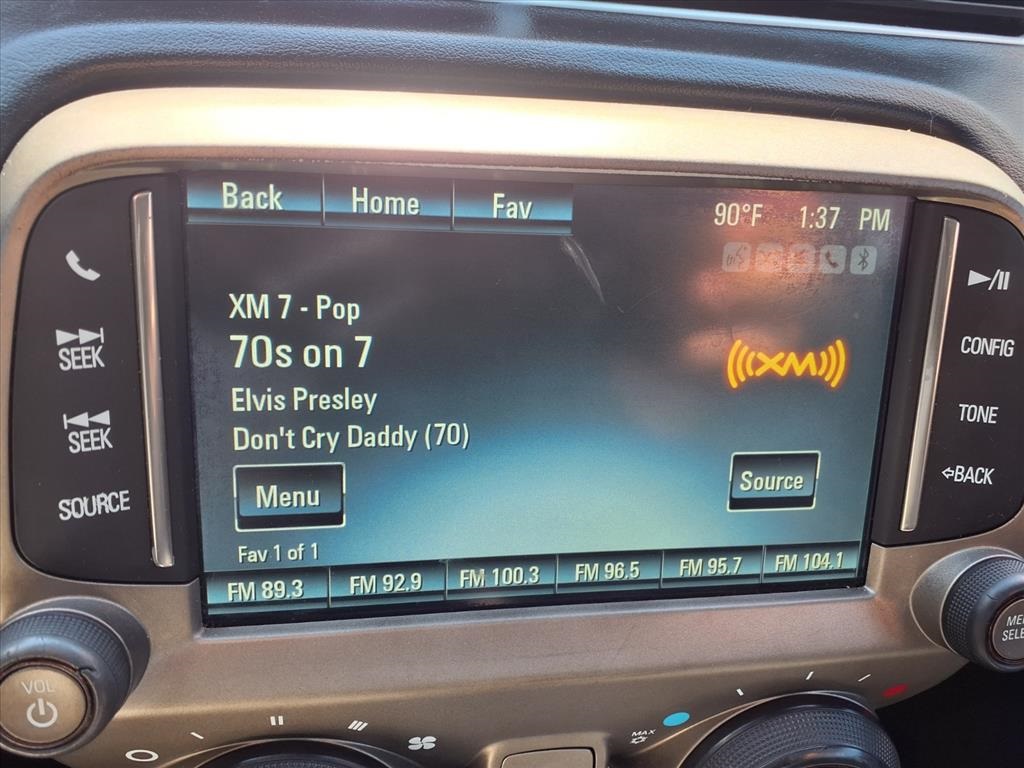 Back Home Fav 90°F 1:37 PM
XM 7 - Pop
70s on 7
Elvis Presley
Don't Cry Daddy (70)
(((XM)))
Menu
Source
Fav 1 of 1
FM 89.3 FM 92.9 FM 100.3 FM 96.5 FM 95.7 FM 104.1
SEEK
SEEK
SOURCE
CONFIG
TONE
BACK
VOL
MAX